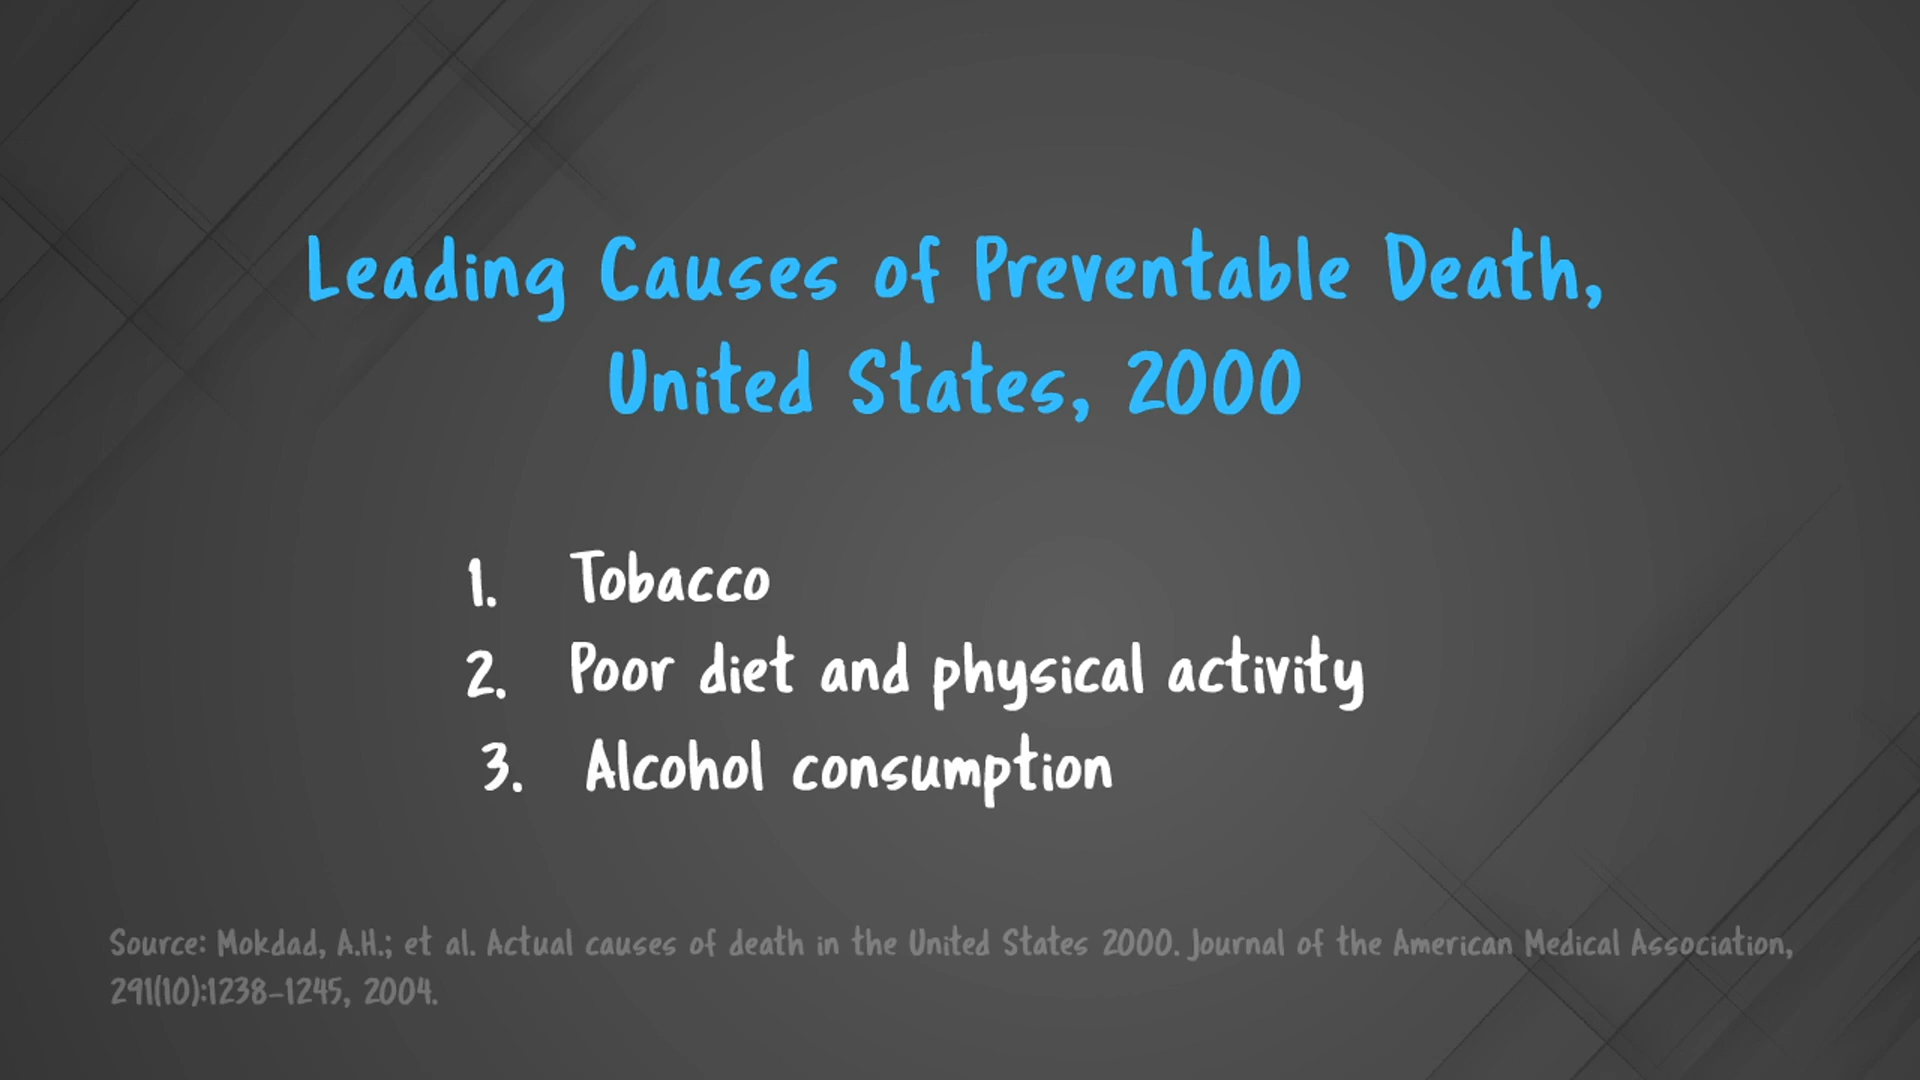 Leading Causes of Preventable Death,
United States, 2000
1. Tobacco
2. Poor diet and physical activity
3. Alcohol consumption
Source: Mokdad, A.H.; et al. Actual causes of death in the United States 2000. Journal of the American Medical Association,
291(10):1238-1245, 2004.